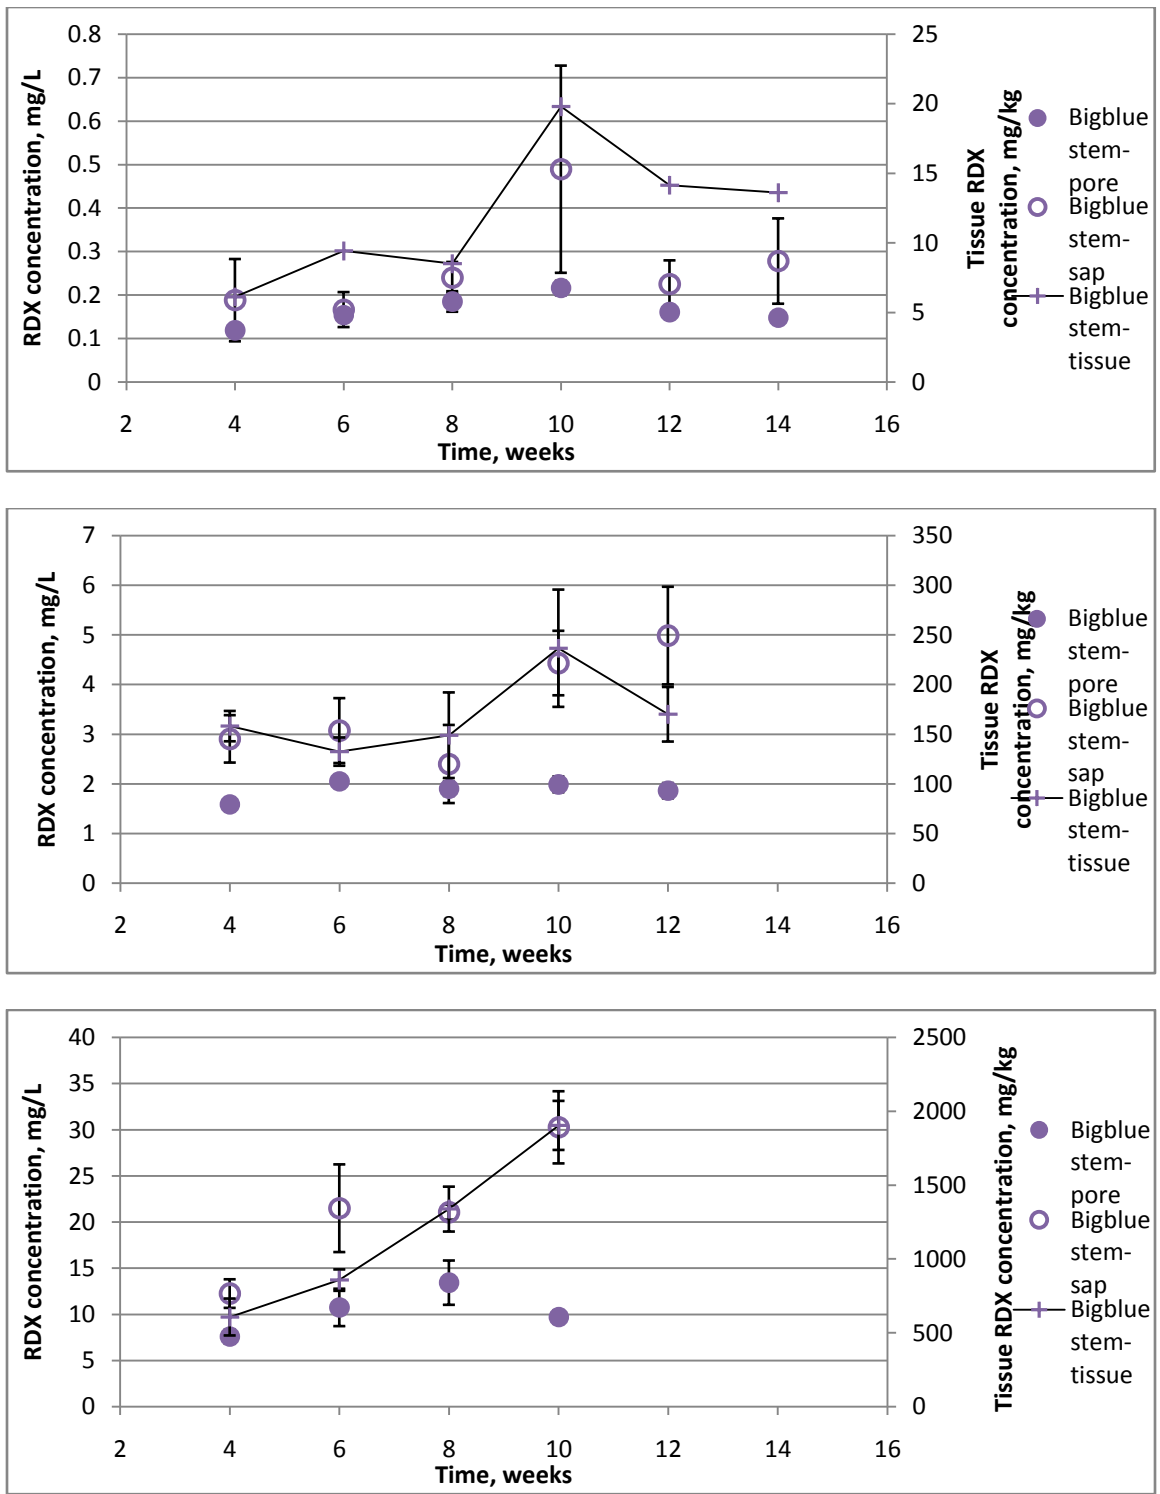 0.8
0.7
0.6
0.5
0.4
0.3
0.2
0.1
0
RDX concentration, mg/L
2 4 6 8 10 12 14 16
Time, weeks
25
20
15
10
5
0
Tissue RDX
concentration, mg/kg
Bigblue
stem-
pore
Bigblue
stem-
sap
Bigblue
stem-
tissue
7
6
5
4
3
2
1
0
RDX concentration, mg/L
2 4 6 8 10 12 14 16
Time, weeks
350
300
250
200
150
100
50
0
Tissue RDX
concentration, mg/kg
Bigblue
stem-
pore
Bigblue
stem-
sap
Bigblue
stem-
tissue
40
35
30
25
20
15
10
5
0
RDX concentration, mg/L
2 4 6 8 10 12 14 16
Time, weeks
2500
2000
1500
1000
500
0
Tissue RDX concentration, mg/kg
Bigblue
stem-
pore
Bigblue
stem-
sap
Bigblue
stem-
tissue